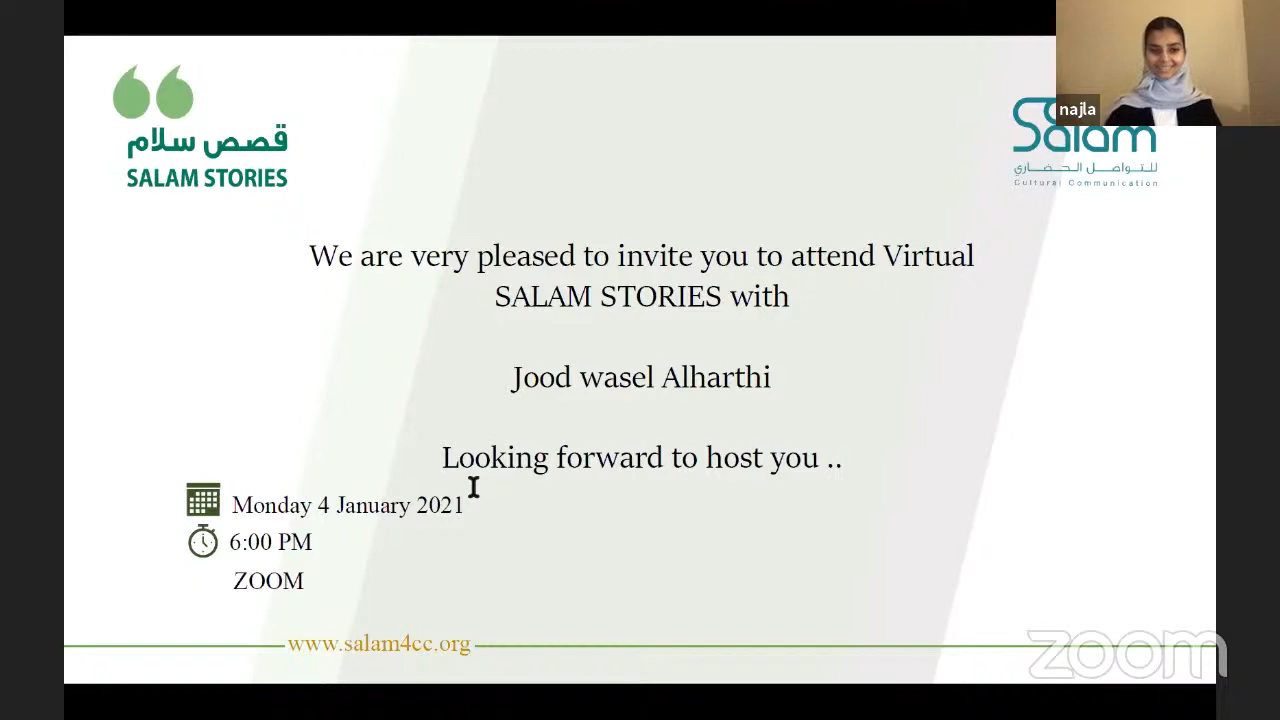 قصص سلام
SALAM STORIES
najla
Salam
للتواصل الحضاري
Cultural Communication
We are very pleased to invite you to attend Virtual
SALAM STORIES with
Jood wasel Alharthi
Looking forward to host you ..
Monday 4 January 2021
6:00 PM
ZOOM
www.salam4cc.org
zoom